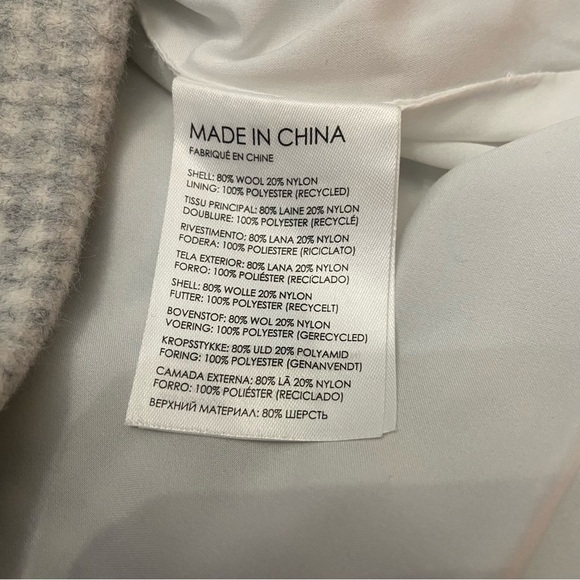 MADE IN CHINA
FABRIQUÉ EN CHINE
SHELL: 80% WOOL 20% NYLON
LINING: 100% POLYESTER (RECYCLED)
TISSU PRINCIPAL: 80% LAINE 20% NYLON
DOUBLURE: 100% POLYESTER (RECYCLÉ)
RIVESTIMENTO: 80% LANA 20% NYLON
FODERA: 100% POLIESTERE (RICICLATO)
TELA EXTERIOR: 80% LANA 20% NYLON
FORRO: 100% POLIÉSTER (RECICLADO)
SHELL: 80% WOLLE 20% NYLON
FUTTER: 100% POLYESTER (RECYCELT)
BOVENSTOF: 80% WOL 20% NYLON
VOERING: 100% POLYESTER (GERECYCLED)
KROPSSTYKKE: 80% ULD 20% POLYAMID
FORING: 100% POLYESTER (GENANVENDT)
CAMADA EXTERNA: 80% LÃ 20% NYLON
FORRO: 100% POLIÉSTER (RECICLADO)
ВЕРХНИЙ МАТЕРИАЛ: 80% ШЕРСТЬ